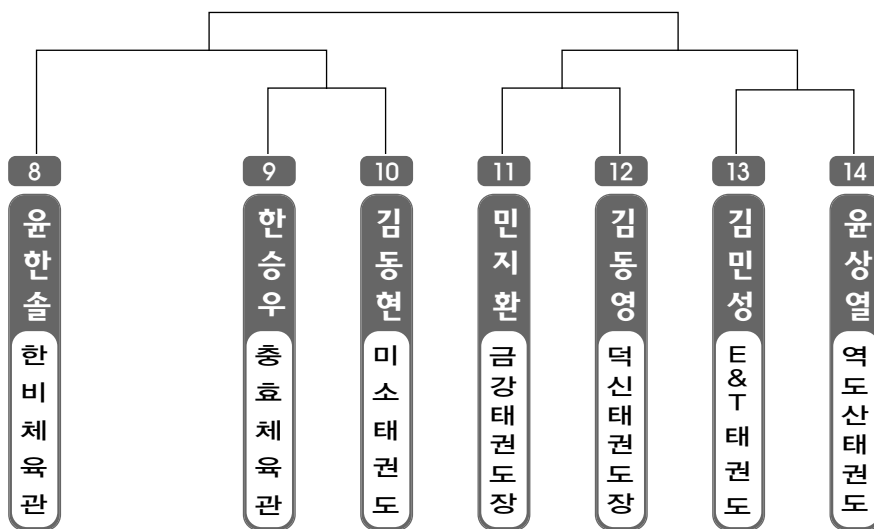 8
윤한솔
한비체육관
9
한승우
충효체육관
10
김동현
미소태권도
11
민지환
금강태권도장
12
김동영
덕신태권도장
13
김민성
E&T태권도
14
윤상열
역도산태권도